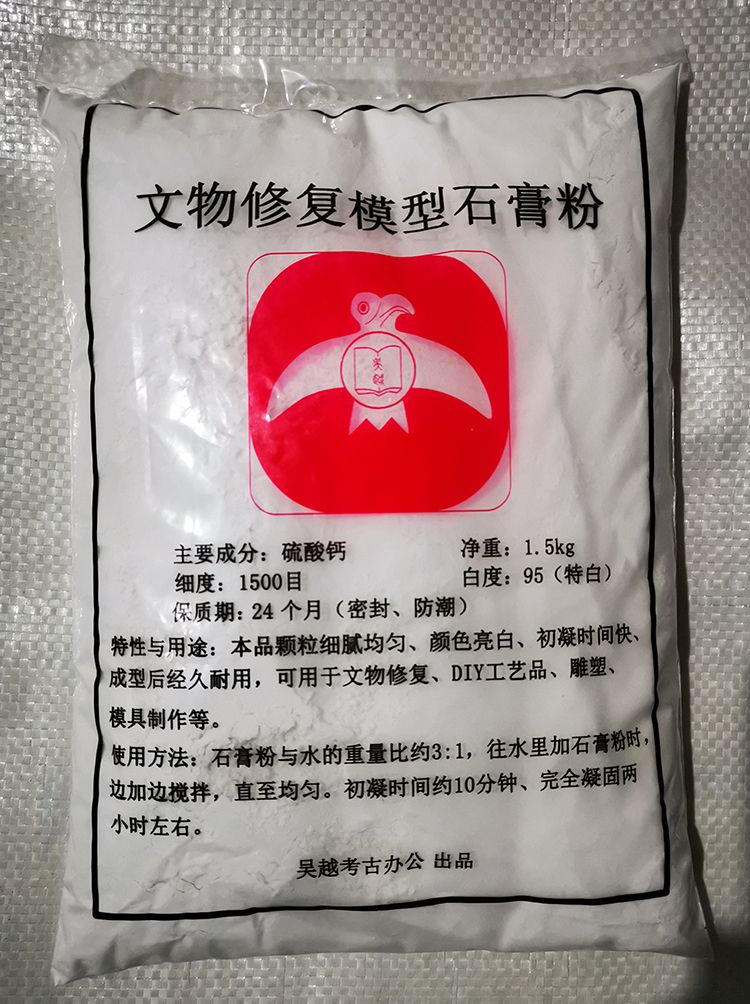 文物修复模型石膏粉
吴
越
主要成分：硫酸钙 净重：1.5kg
细度：1500目 白度：95（特白）
保质期：24个月（密封、防潮）
特性与用途：本品颗粒细腻均匀、颜色亮白、初凝时间快、
成型后经久耐用，可用于文物修复、DIY工艺品、雕塑、
模具制作等。
使用方法：石膏粉与水的重量比约3:1，往水里加石膏粉时，
边加边搅拌，直至均匀。初凝时间约10分钟、完全凝固两
小时左右。
吴越考古办公 出品